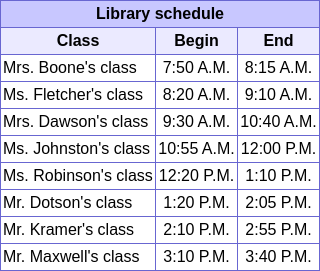 Library schedule
Class Begin End
Mrs. Boone's class 7:50 A.M. 8:15 A.M.
Ms. Fletcher's class 8:20 A.M. 9:10 A.M.
Mrs. Dawson's class 9:30 A.M. 10:40 A.M.
Ms. Johnston's class 10:55 A.M. 12:00 P.M.
Ms. Robinson's class 12:20 P.M. 1:10 P.M.
Mr. Dotson's class 1:20 P.M. 2:05 P.M.
Mr. Kramer's class 2:10 P.M. 2:55 P.M.
Mr. Maxwell's class 3:10 P.M. 3:40 P.M.